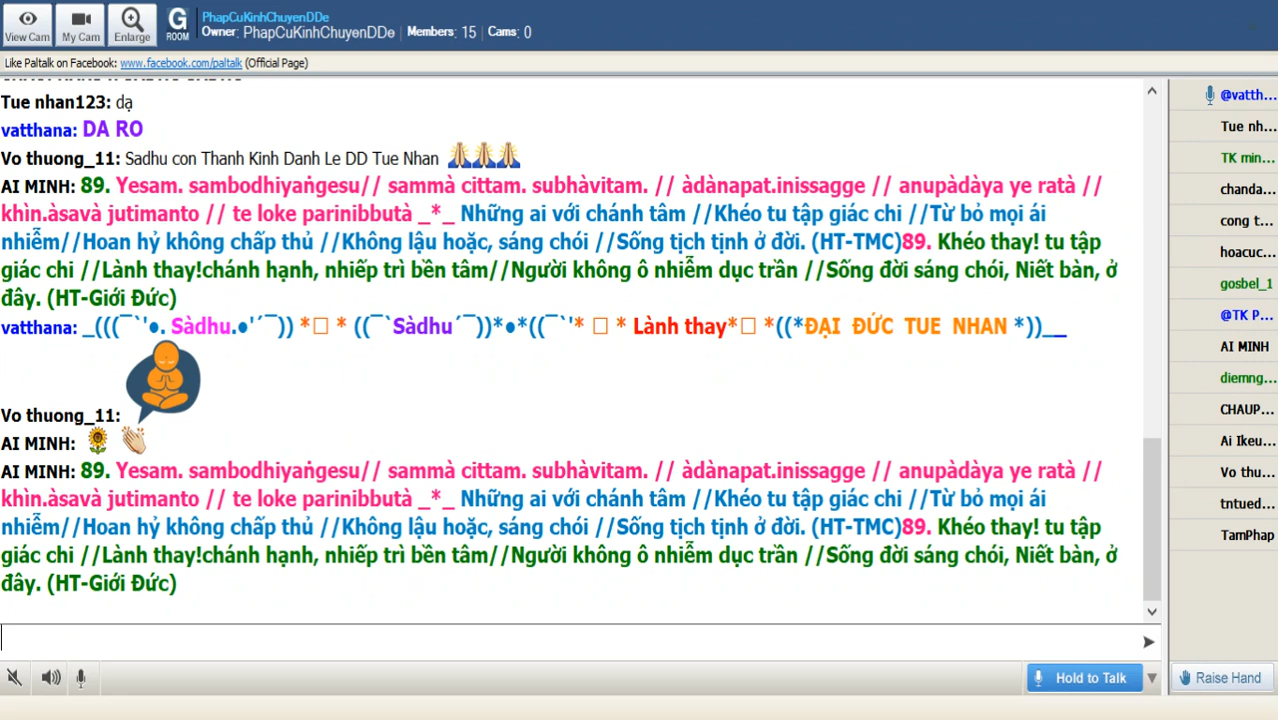 View Cam
My Cam
Enlarge
G
ROOM
PhapCuKinhChuyenDDe
Owner: PhapCuKinhChuyenDDe Members: 15 Cams: 0
Like Paltalk on Facebook: www.facebook.com/paltalk (Official Page)
Tue nhan123: dạ
vatthana: DA RO
Vo thuong_11: Sadhu con Thanh Kinh Danh Le DD Tue Nhan
AI MINH: 89. Yesam. sambodhiyaṅgesu// sammà cittam. subhàvitam. // àdànapat.inissagge // anupàdàya ye ratà //
khìn.àsavà jutimanto // te loke parinibbutà _*_ Những ai với chánh tâm //Khéo tu tập giác chi //Từ bỏ mọi ái
nhiễm//Hoan hỷ không chấp thủ //Không lậu hoặc, sáng chói //Sống tịch tịnh ở đời. (HT-TMC)89. Khéo thay! tu tập
giác chi //Lành thay!chánh hạnh, nhiếp trì bền tâm//Người không ô nhiễm dục trần //Sống đời sáng chói, Niết bàn, ở
đây. (HT-Giới Đức)
vatthana: _(((¯`'●. Sàdhu.●'´¯)) *□ * ((¯`Sàdhu´¯))*●*((¯`'* □ * Lành thay*□ *((*ĐẠI ĐỨC TUE NHAN *))__
Vo thuong_11:
AI MINH:
AI MINH: 89. Yesam. sambodhiyaṅgesu// sammà cittam. subhàvitam. // àdànapat.inissagge // anupàdàya ye ratà //
khìn.àsavà jutimanto // te loke parinibbutà _*_ Những ai với chánh tâm //Khéo tu tập giác chi //Từ bỏ mọi ái
nhiễm//Hoan hỷ không chấp thủ //Không lậu hoặc, sáng chói //Sống tịch tịnh ở đời. (HT-TMC)89. Khéo thay! tu tập
giác chi //Lành thay!chánh hạnh, nhiếp trì bền tâm//Người không ô nhiễm dục trần //Sống đời sáng chói, Niết bàn, ở
đây. (HT-Giới Đức)
Hold to Talk
@vatth...
Tue nh...
TK min...
chanda...
cong t...
hoacuc...
gosbel_1
@TK P...
AI MINH
diemng...
CHAUP...
Ai Ikeu...
Vo thu...
tntued...
TamPhap
Raise Hand